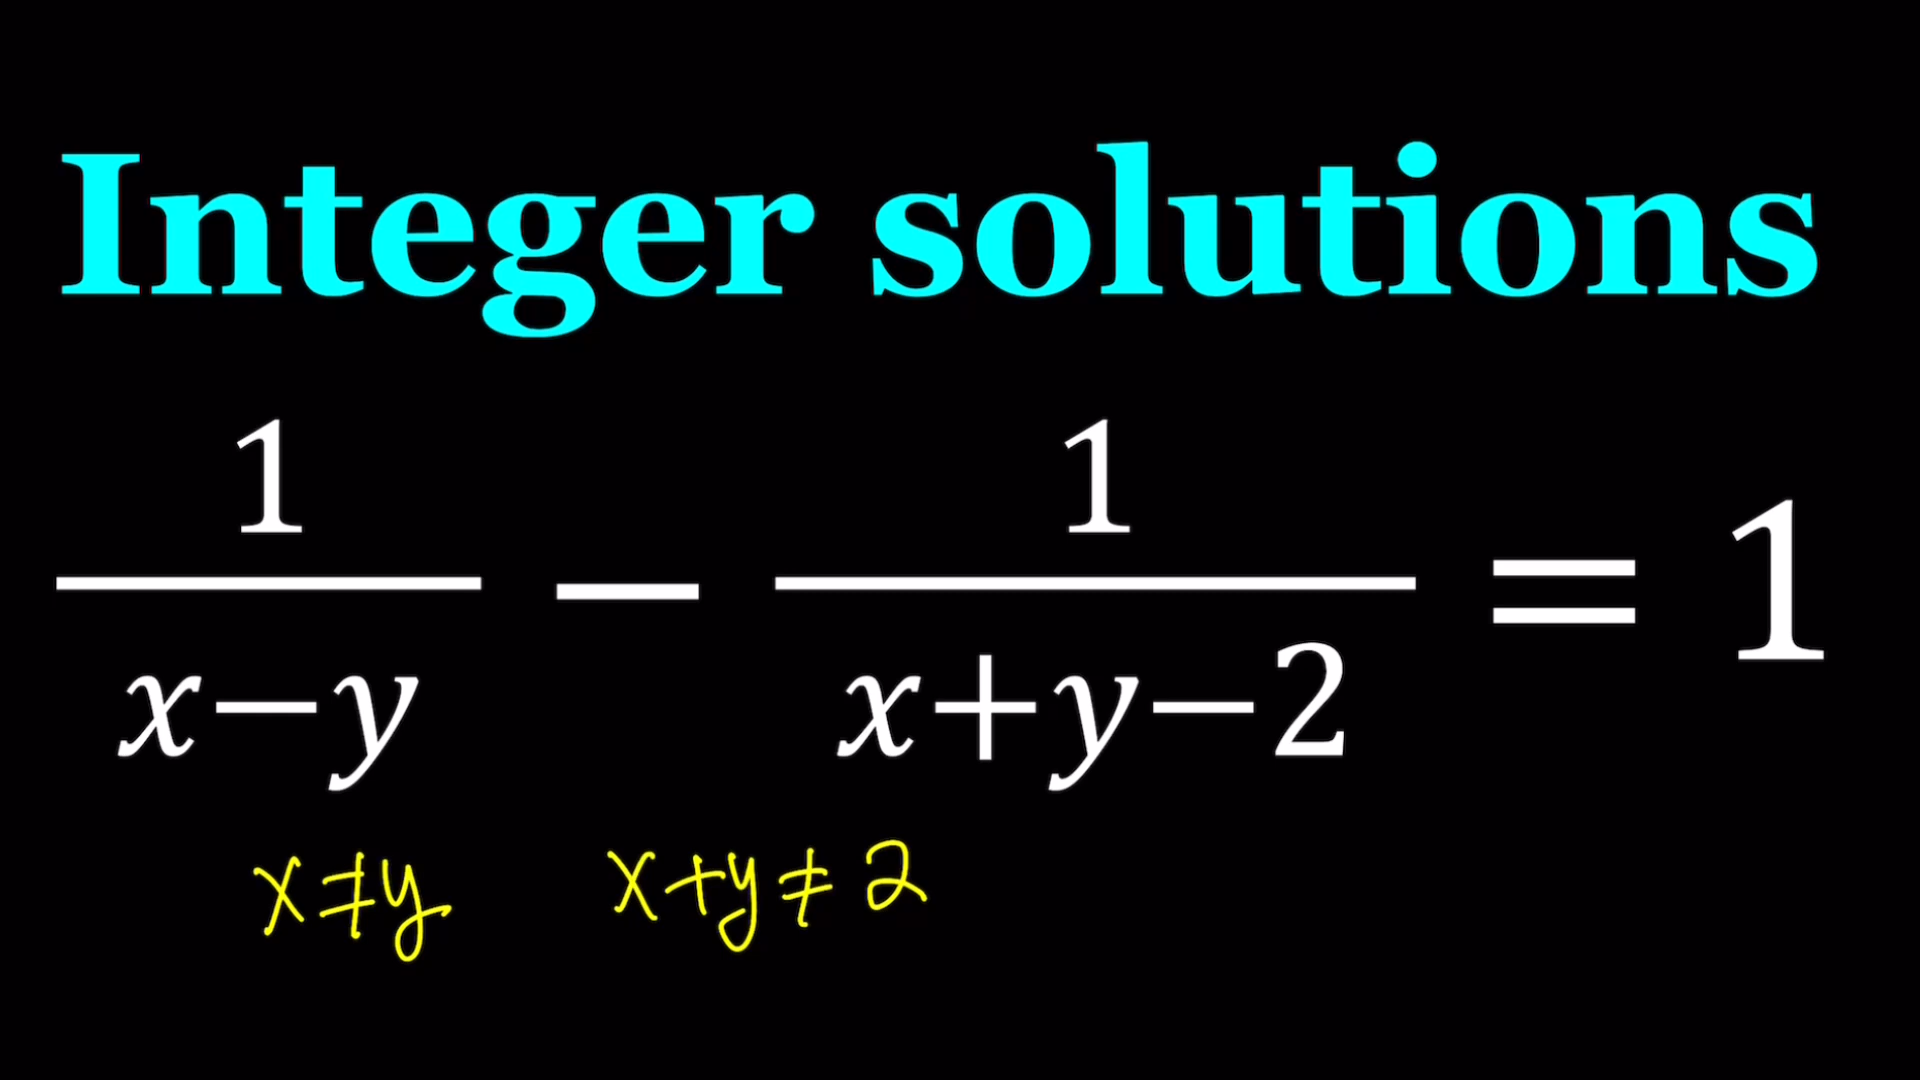 Integer solutions
1/(x−y) − 1/(x+y−2) = 1
x≠y x+y≠2